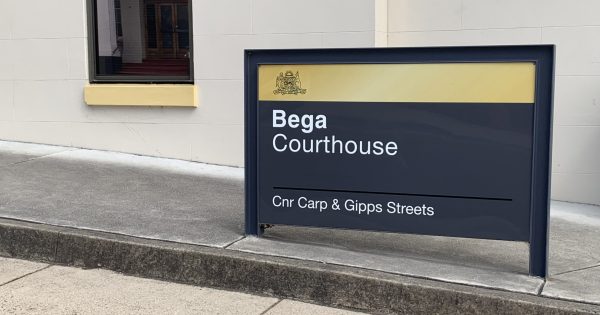 Bega
Courthouse
Cnr Carp & Gipps Streets